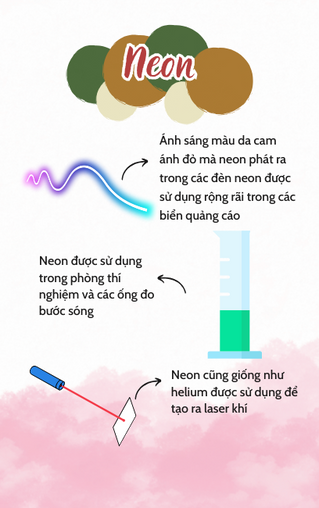 Neon
Ánh sáng màu da cam
ánh đỏ mà neon phát ra
trong các đèn neon được
sử dụng rộng rãi trong các
biển quảng cáo
Neon được sử dụng
trong phòng thí
nghiệm và các ống đo
bước sóng
Neon cũng giống như
helium được sử dụng để
tạo ra laser khí